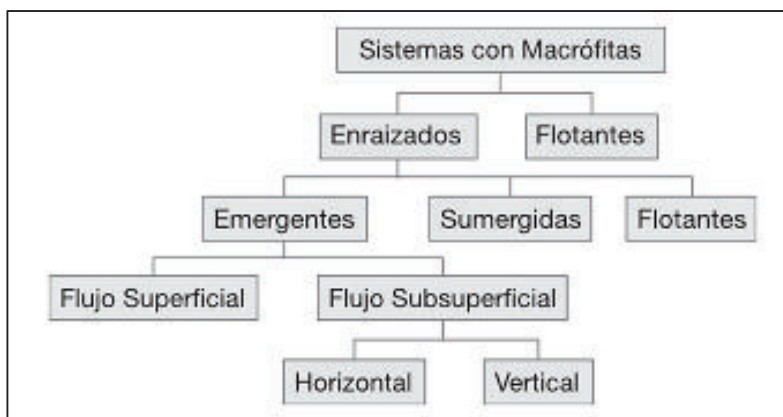 Sistemas con Macrófitas
Enraizados
Flotantes
Emergentes
Sumergidas
Flotantes
Flujo Superficial
Flujo Subsuperficial
Horizontal
Vertical